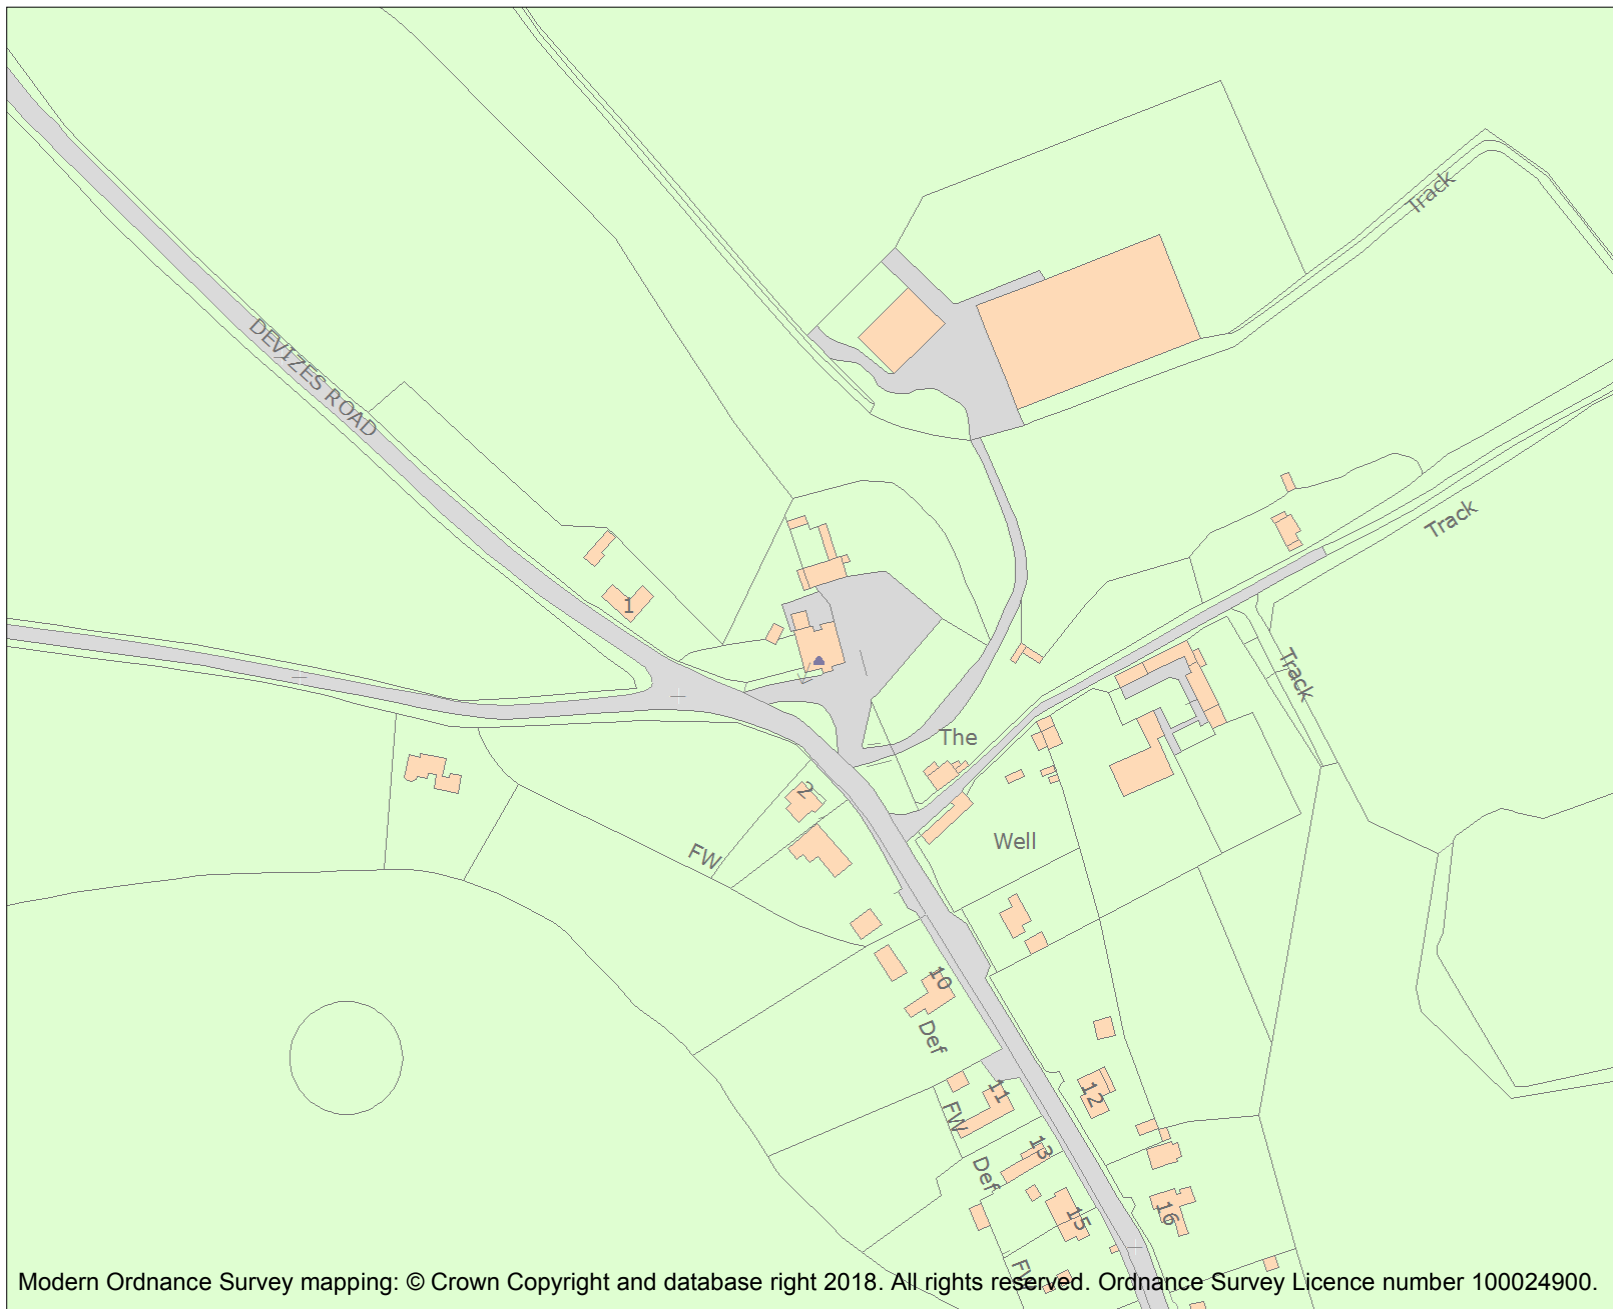 Track
DEVIZES ROAD
Track
1
Track
The
2
Well
FW
10
Def
11
12
FW
13
Def
15
16
FW
Modern Ordnance Survey mapping: © Crown Copyright and database right 2018. All rights reserved. Ordnance Survey Licence number 100024900.